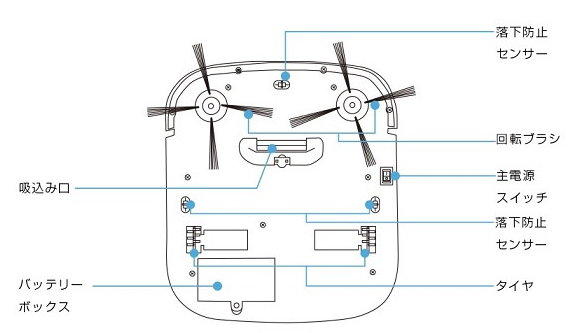 落下防止
センサー
回転ブラシ
主電源
スイッチ
吸込み口
落下防止
センサー
バッテリー
ボックス
タイヤ